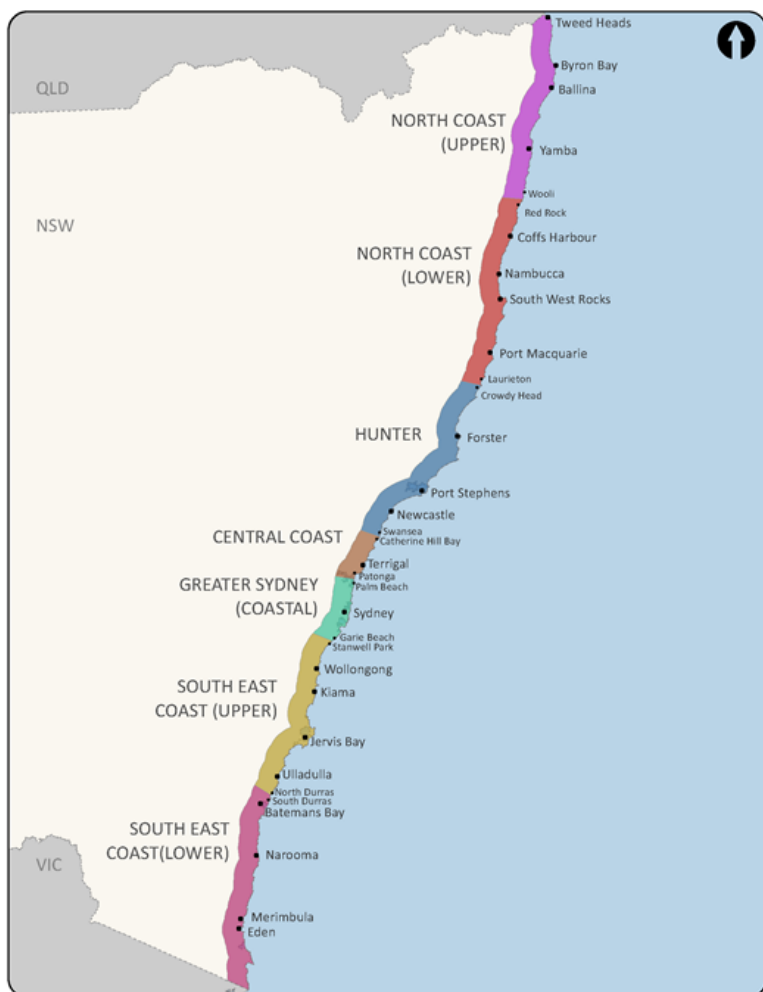 Tweed Heads
Byron Bay
QLD
Ballina
NORTH COAST
(UPPER)
Yamba
Wooli
Red Rock
NSW
Coffs Harbour
NORTH COAST
(LOWER)
Nambucca
South West Rocks
Port Macquarie
Laurieton
Crowdy Head
HUNTER
Forster
Port Stephens
Newcastle
Swansea
CENTRAL COAST
Catherine Hill Bay
Terrigal
Patonga
GREATER SYDNEY
(COASTAL)
Palm Beach
Sydney
Garie Beach
Stanwell Park
Wollongong
SOUTH EAST
COAST (UPPER)
Kiama
Jervis Bay
Ulladulla
North Durras
South Durras
Batemans Bay
SOUTH EAST
COAST(LOWER)
Narooma
VIC
Merimbula
Eden